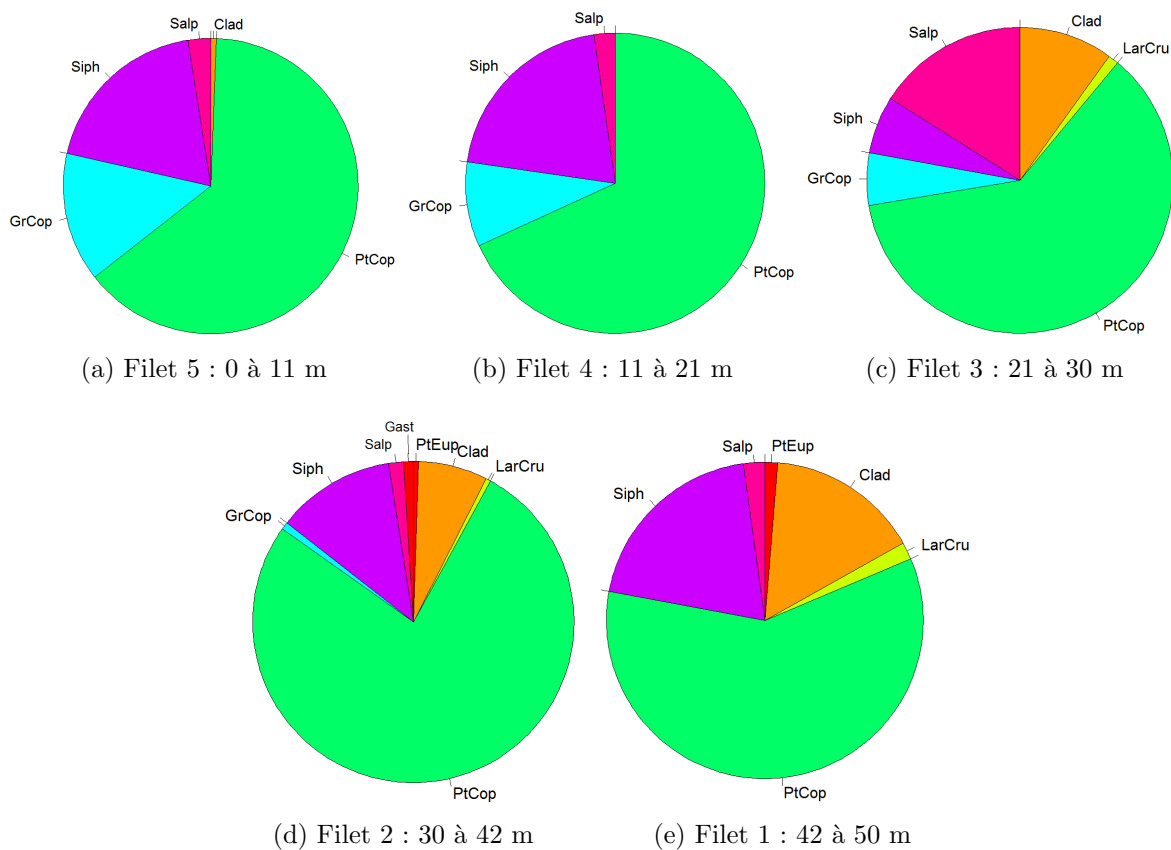 Salp
Clad
Siph
GrCop
PtCop
(a) Filet 5 : 0 à 11 m
Salp
Siph
GrCop
PtCop
(b) Filet 4 : 11 à 21 m
Clad
Salp
LarCru
Siph
GrCop
PtCop
(c) Filet 3 : 21 à 30 m
Gast
Salp
PtEup
Clad
LarCru
Siph
GrCop
PtCop
(d) Filet 2 : 30 à 42 m
Salp
PtEup
Clad
Siph
LarCru
PtCop
(e) Filet 1 : 42 à 50 m